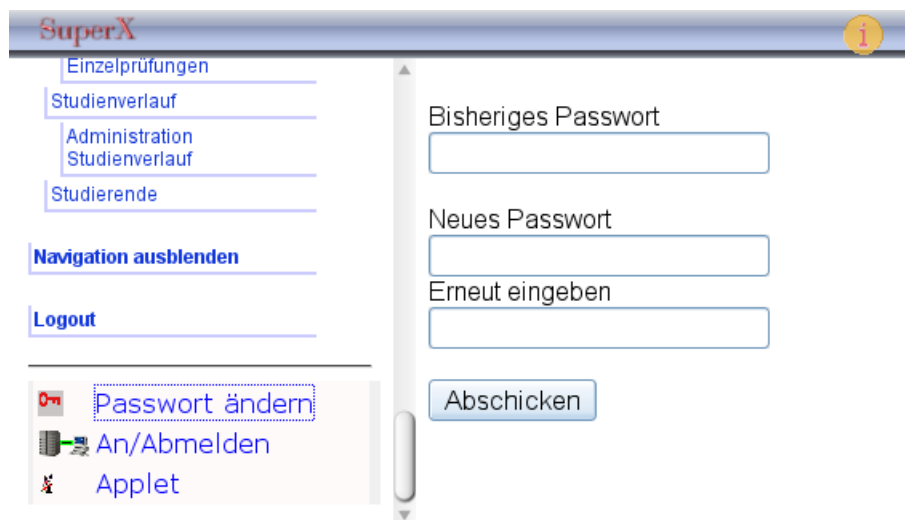 SuperX
i
Einzelprüfungen
Studienverlauf
Administration
Studienverlauf
Studierende
Navigation ausblenden
Logout
Passwort ändern
An/Abmelden
Applet
Bisheriges Passwort
Neues Passwort
Erneut eingeben
Abschicken